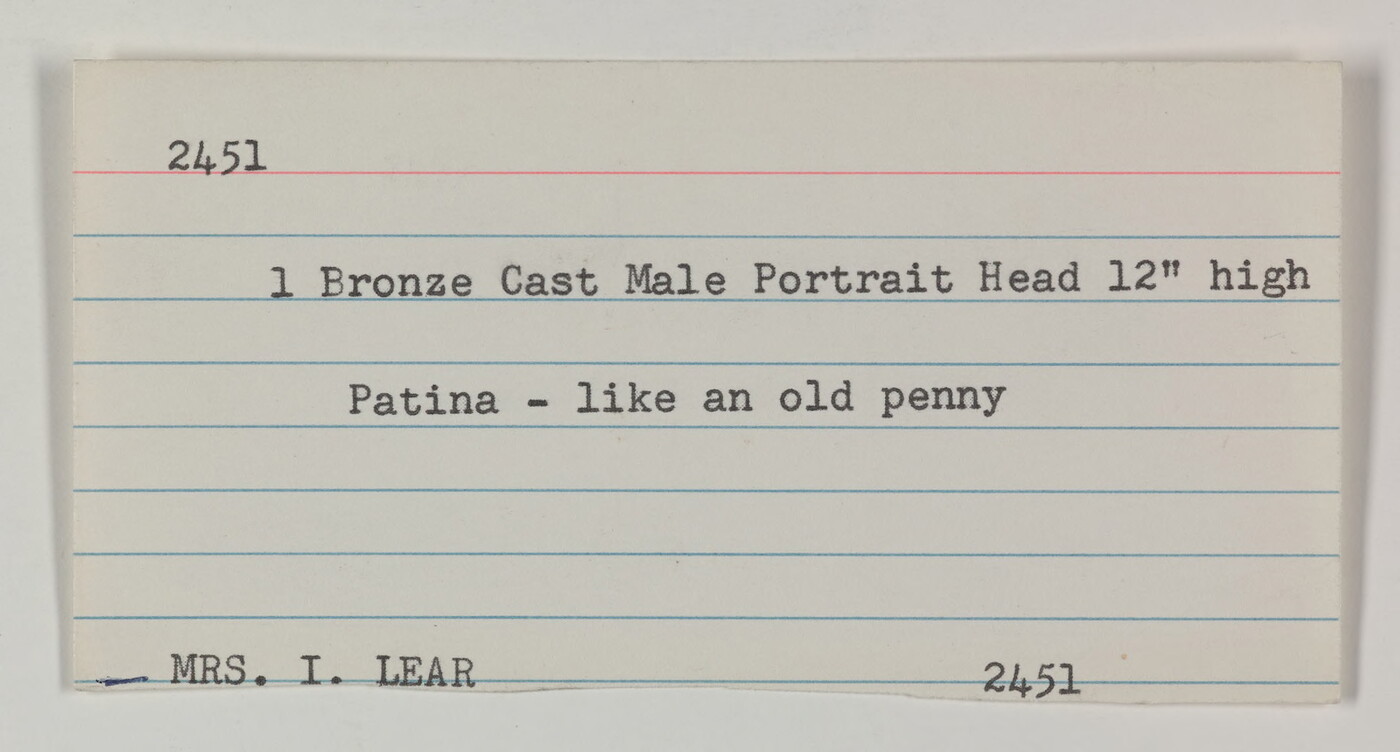 2451
1 Bronze Cast Male Portrait Head 12" high
Patina - like an old penny
MRS. I. LEAR 2451